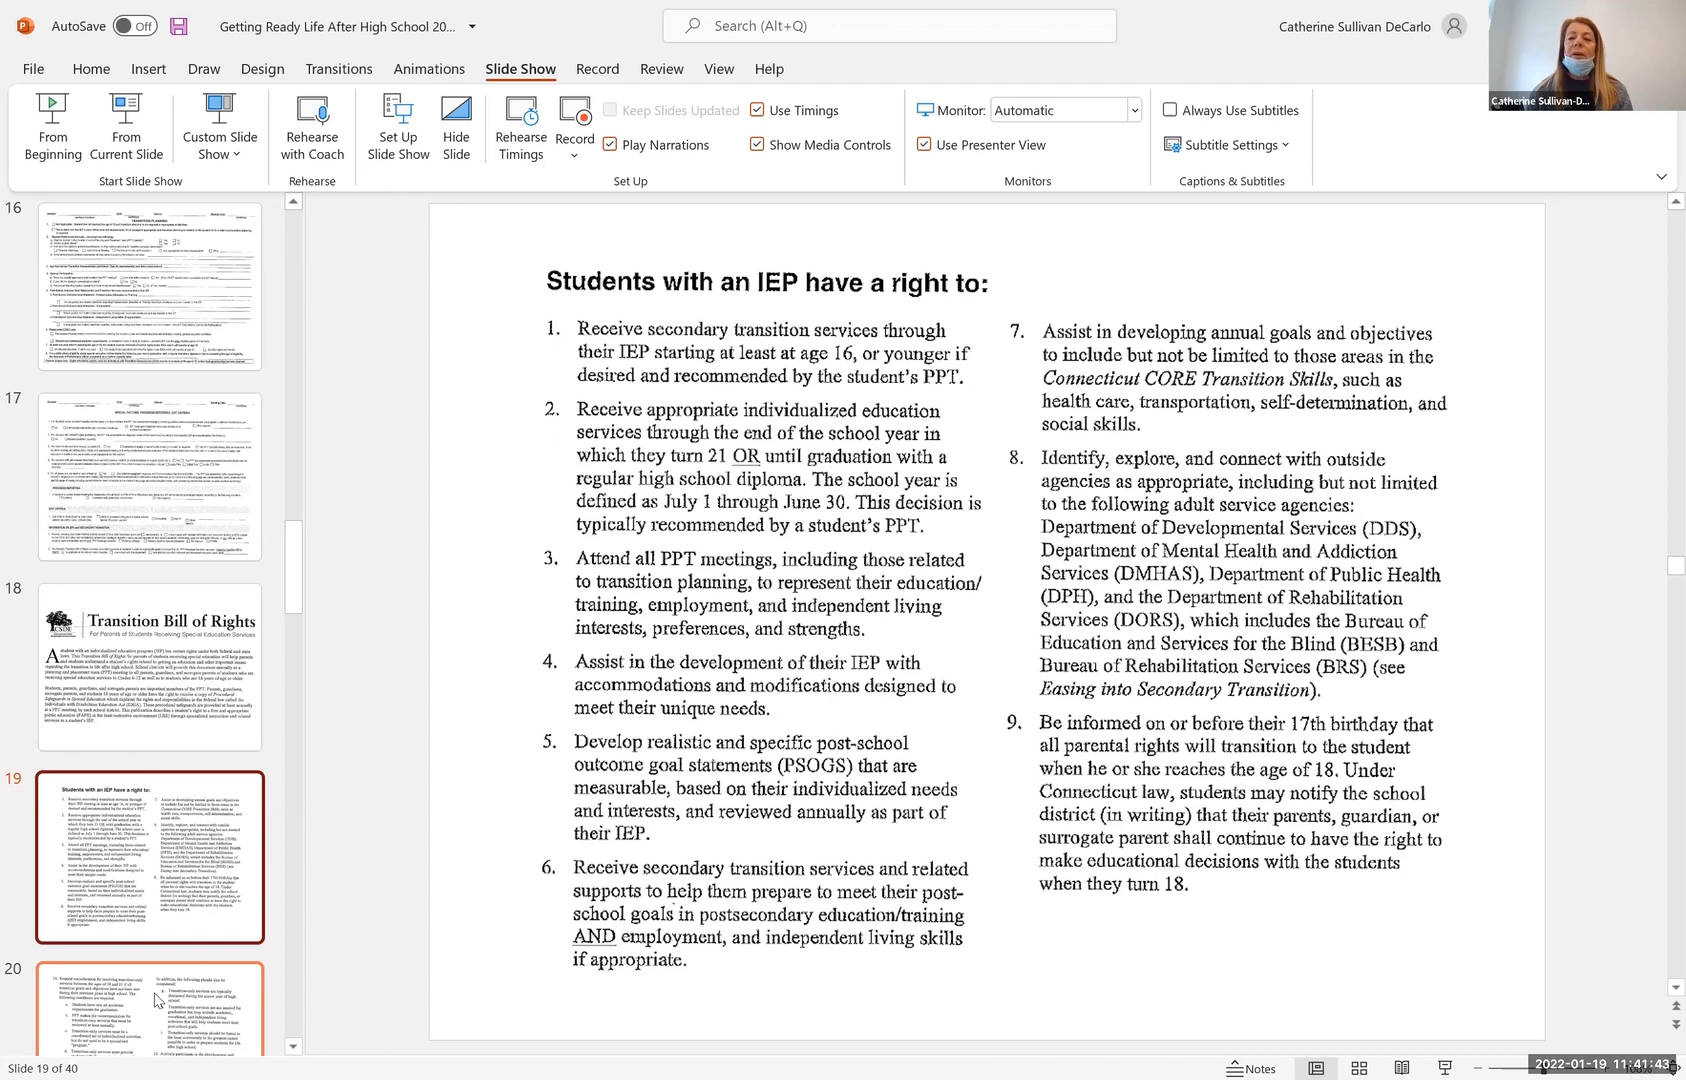 AutoSave Off
Getting Ready Life After High School 20...
Search (Alt+Q)
Catherine Sullivan DeCarlo
File Home Insert Draw Design Transitions Animations Slide Show Record Review View Help
From Beginning
From Current Slide
Custom Slide Show
Start Slide Show
Rehearse with Coach
Rehearse
Set Up Slide Show
Hide Slide
Rehearse Timings
Record
Keep Slides Updated
Use Timings
Play Narrations
Show Media Controls
Set Up
Monitor: Automatic
Use Presenter View
Monitors
Always Use Subtitles
Subtitle Settings
Captions & Subtitles
Catherine Sullivan-D...
16
17
18
Transition Bill of Rights
For Parents of Students Receiving Special Education Services
19
Students with an IEP have a right to:
20
Students with an IEP have a right to:
1. Receive secondary transition services through
their IEP starting at least at age 16, or younger if
desired and recommended by the student's PPT.
2. Receive appropriate individualized education
services through the end of the school year in
which they turn 21 OR until graduation with a
regular high school diploma. The school year is
defined as July 1 through June 30. This decision is
typically recommended by a student's PPT.
3. Attend all PPT meetings, including those related
to transition planning, to represent their education/
training, employment, and independent living
interests, preferences, and strengths.
4. Assist in the development of their IEP with
accommodations and modifications designed to
meet their unique needs.
5. Develop realistic and specific post-school
outcome goal statements (PSOGS) that are
measurable, based on their individualized needs
and interests, and reviewed annually as part of
their IEP.
6. Receive secondary transition services and related
supports to help them prepare to meet their post-
school goals in postsecondary education/training
AND employment, and independent living skills
if appropriate.
7. Assist in developing annual goals and objectives
to include but not be limited to those areas in the
Connecticut CORE Transition Skills, such as
health care, transportation, self-determination, and
social skills.
8. Identify, explore, and connect with outside
agencies as appropriate, including but not limited
to the following adult service agencies:
Department of Developmental Services (DDS),
Department of Mental Health and Addiction
Services (DMHAS), Department of Public Health
(DPH), and the Department of Rehabilitation
Services (DORS), which includes the Bureau of
Education and Services for the Blind (BESB) and
Bureau of Rehabilitation Services (BRS) (see
Easing into Secondary Transition).
9. Be informed on or before their 17th birthday that
all parental rights will transition to the student
when he or she reaches the age of 18. Under
Connecticut law, students may notify the school
district (in writing) that their parents, guardian, or
surrogate parent shall continue to have the right to
make educational decisions with the students
when they turn 18.
Slide 19 of 40
Notes
2022-01-19 11:41:43